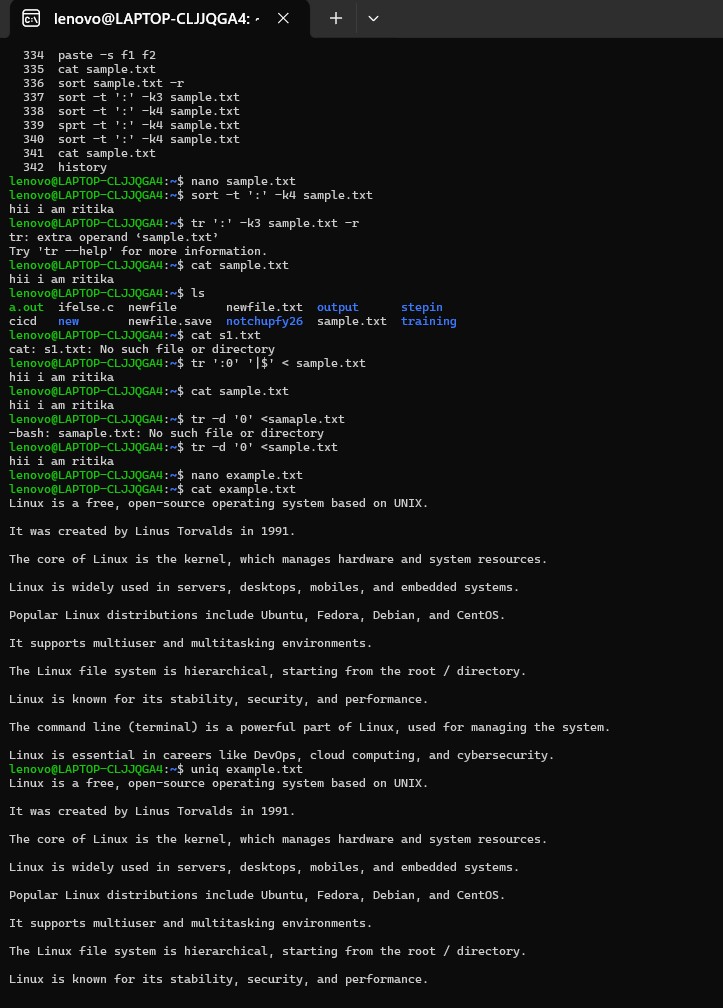 lenovo@LAPTOP-CLJJQGA4: ~
334 paste -s f1 f2
335 cat sample.txt
336 sort sample.txt -r
337 sort -t ':' -k3 sample.txt
338 sort -t ':' -k4 sample.txt
339 sprt -t ':' -k4 sample.txt
340 sort -t ':' -k4 sample.txt
341 cat sample.txt
342 history
lenovo@LAPTOP-CLJJQGA4:~$ nano sample.txt
lenovo@LAPTOP-CLJJQGA4:~$ sort -t ':' -k4 sample.txt
hii i am ritika
lenovo@LAPTOP-CLJJQGA4:~$ tr ':' -k3 sample.txt -r
tr: extra operand ‘sample.txt’
Try 'tr --help' for more information.
lenovo@LAPTOP-CLJJQGA4:~$ cat sample.txt
hii i am ritika
lenovo@LAPTOP-CLJJQGA4:~$ ls
a.out ifelse.c newfile newfile.txt output stepin
cicd new newfile.save notchupfy26 sample.txt training
lenovo@LAPTOP-CLJJQGA4:~$ cat s1.txt
cat: s1.txt: No such file or directory
lenovo@LAPTOP-CLJJQGA4:~$ tr ':0' '|$' < sample.txt
hii i am ritika
lenovo@LAPTOP-CLJJQGA4:~$ cat sample.txt
hii i am ritika
lenovo@LAPTOP-CLJJQGA4:~$ tr -d '0' <samaple.txt
-bash: samaple.txt: No such file or directory
lenovo@LAPTOP-CLJJQGA4:~$ tr -d '0' <sample.txt
hii i am ritika
lenovo@LAPTOP-CLJJQGA4:~$ nano example.txt
lenovo@LAPTOP-CLJJQGA4:~$ cat example.txt
Linux is a free, open-source operating system based on UNIX.
It was created by Linus Torvalds in 1991.
The core of Linux is the kernel, which manages hardware and system resources.
Linux is widely used in servers, desktops, mobiles, and embedded systems.
Popular Linux distributions include Ubuntu, Fedora, Debian, and CentOS.
It supports multiuser and multitasking environments.
The Linux file system is hierarchical, starting from the root / directory.
Linux is known for its stability, security, and performance.
The command line (terminal) is a powerful part of Linux, used for managing the system.
Linux is essential in careers like DevOps, cloud computing, and cybersecurity.
lenovo@LAPTOP-CLJJQGA4:~$ uniq example.txt
Linux is a free, open-source operating system based on UNIX.
It was created by Linus Torvalds in 1991.
The core of Linux is the kernel, which manages hardware and system resources.
Linux is widely used in servers, desktops, mobiles, and embedded systems.
Popular Linux distributions include Ubuntu, Fedora, Debian, and CentOS.
It supports multiuser and multitasking environments.
The Linux file system is hierarchical, starting from the root / directory.
Linux is known for its stability, security, and performance.